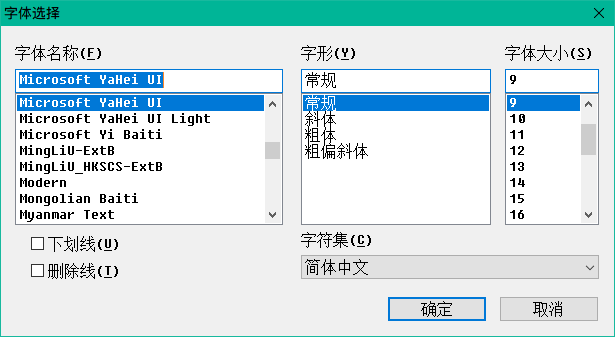 字体选择
字体名称(F)
字形(Y)
字体大小(S)
Microsoft YaHei UI
常规
9
Microsoft YaHei UI
Microsoft YaHei UI Light
Microsoft Yi Baiti
MingLiU-ExtB
MingLiU_HKSCS-ExtB
Modern
Mongolian Baiti
Myanmar Text
常规
斜体
粗体
粗偏斜体
9
10
11
12
13
14
15
16
下划线(U)
删除线(T)
字符集(C)
简体中文
确定
取消